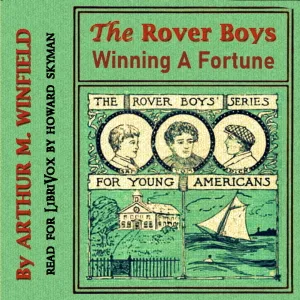 The Rover Boys
Winning A Fortune
THE ROVER BOYS' SERIES
FOR YOUNG AMERICANS
By ARTHUR M. WINFIELD
READ FOR LIBRIVOX BY HOWARD SKYMAN